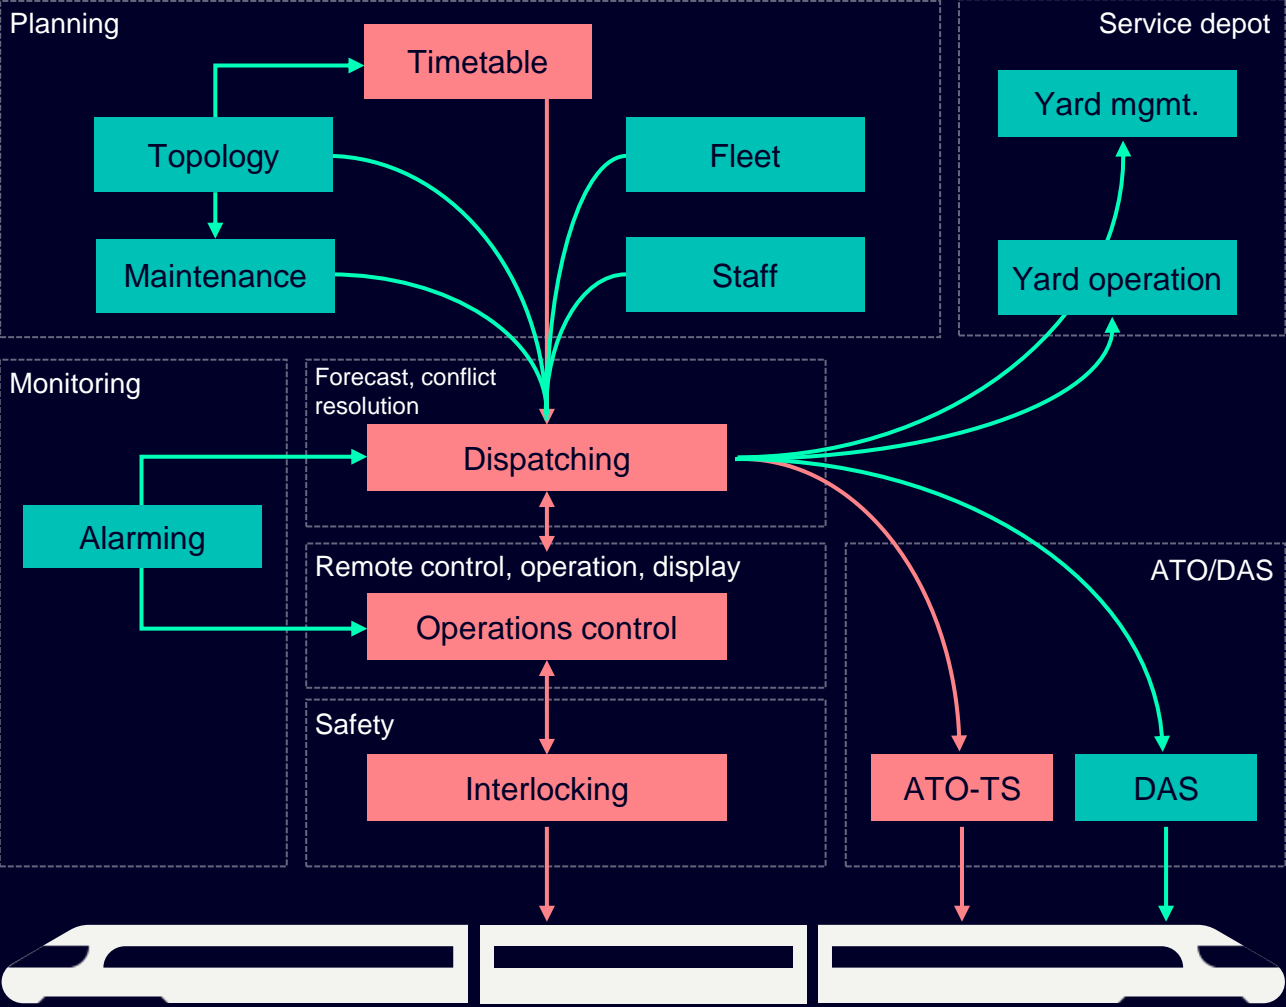 Planning
Service depot
Timetable
Yard mgmt.
Topology
Fleet
Maintenance
Staff
Yard operation
Monitoring
Forecast, conflict
resolution
Dispatching
Alarming
Remote control, operation, display
ATO/DAS
Operations control
Safety
Interlocking
ATO-TS
DAS